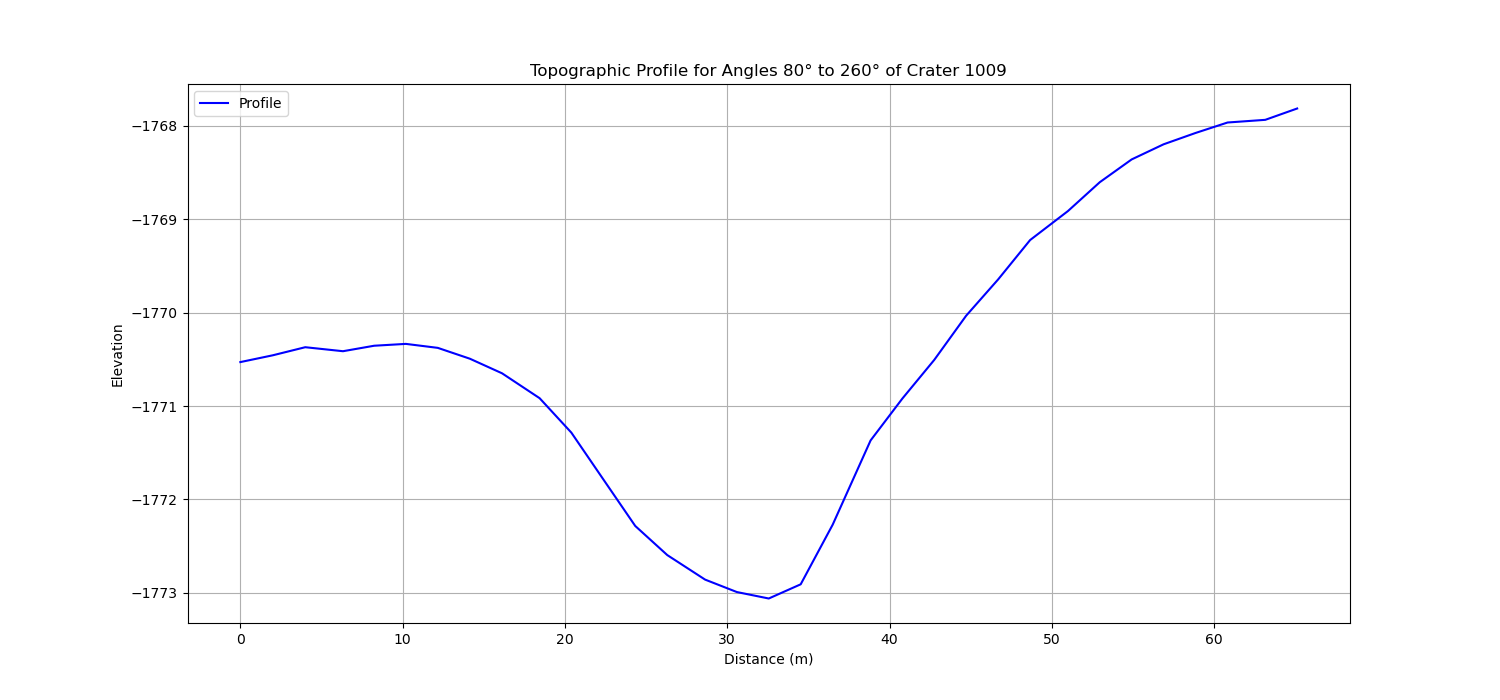 Topographic Profile for Angles 80° to 260° of Crater 1009
Profile
−1768
−1769
−1770
−1771
−1772
−1773
Elevation
0 10 20 30 40 50 60
Distance (m)